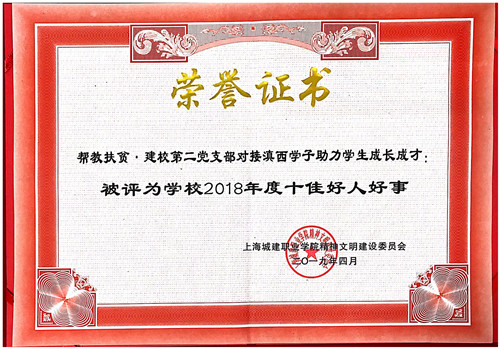 荣誉证书
帮教扶贫·建校第二党支部对接滇西学子助力学生成长成才：
被评为学校2018年度十佳好人好事
上海城建职业学院精神文明建设委员会
二〇一九年四月